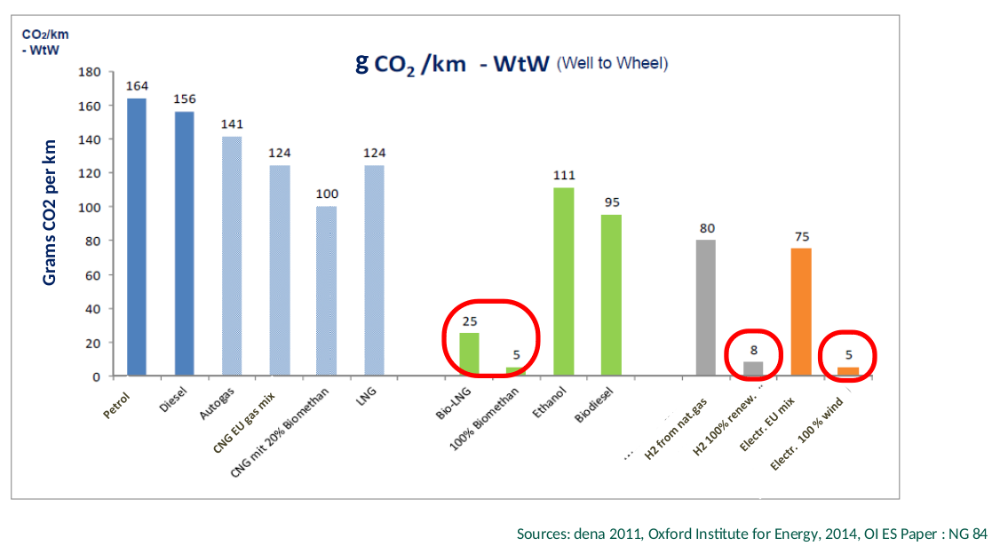 CO₂/km
- WtW
g CO₂ /km - WtW (Well to Wheel)
Grams CO2 per km
180
160
140
120
100
80
60
40
20
0
164
156
141
124
100
124
25
5
111
95
80
8
75
5
Petrol
Diesel
Autogas
CNG EU gas mix
CNG mit 20% Biomethan
LNG
Bio-LNG
100% Biomethan
Ethanol
Biodiesel
...
H2 from nat.gas
H2 100% renew.
Electr. EU mix
Electr. 100 % wind
Sources: dena 2011, Oxford Institute for Energy, 2014, OI ES Paper : NG 84